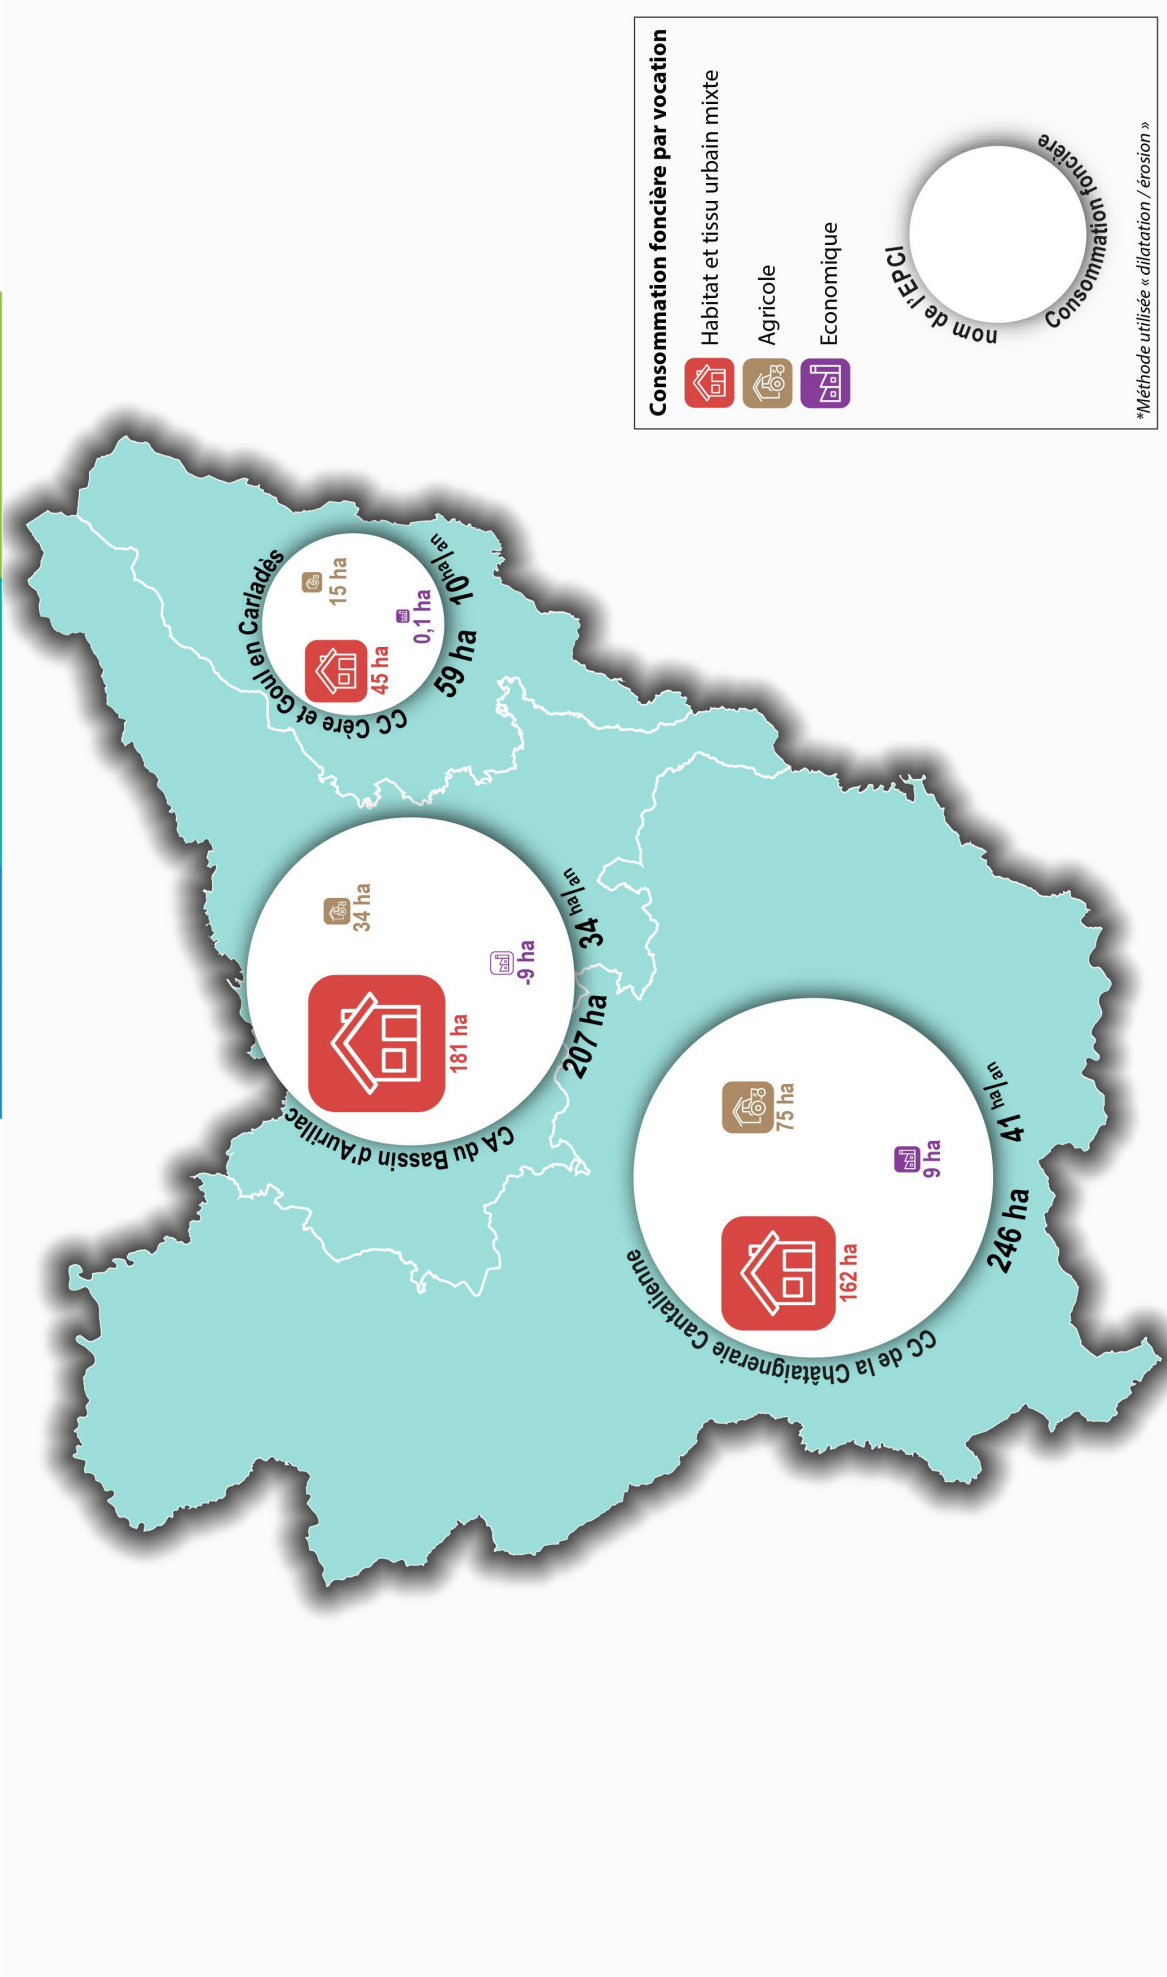 CC Cère et Goul en Carladès
45 ha
15 ha
0,1 ha
59 ha
10 ha/an
CA du Bassin d'Aurillac
181 ha
34 ha
-9 ha
207 ha
34 ha/an
CC de la Châtaigneraie Cantalienne
162 ha
75 ha
9 ha
246 ha
41 ha/an
Consommation foncière par vocation
Habitat et tissu urbain mixte
Agricole
Economique
nom de l'EPCI
Consommation foncière
*Méthode utilisée « dilatation / érosion »